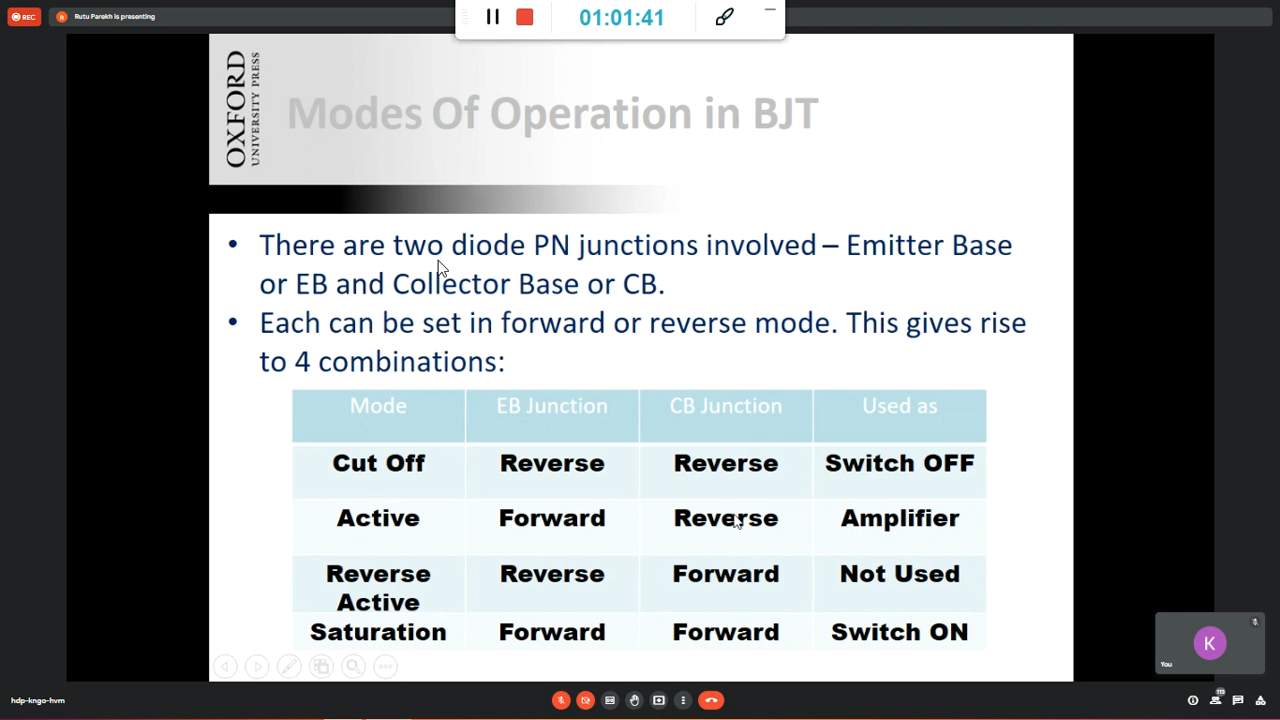 REC
R
Rutu Parekh is presenting
01:01:41
OXFORD
UNIVERSITY PRESS
Modes Of Operation in BJT
• There are two diode PN junctions involved – Emitter Base
or EB and Collector Base or CB.
• Each can be set in forward or reverse mode. This gives rise
to 4 combinations:
Mode EB Junction CB Junction Used as
Cut Off Reverse Reverse Switch OFF
Active Forward Reverse Amplifier
Reverse Reverse Forward Not Used
Active
Saturation Forward Forward Switch ON
K
You
hdp-kngo-hvm
113